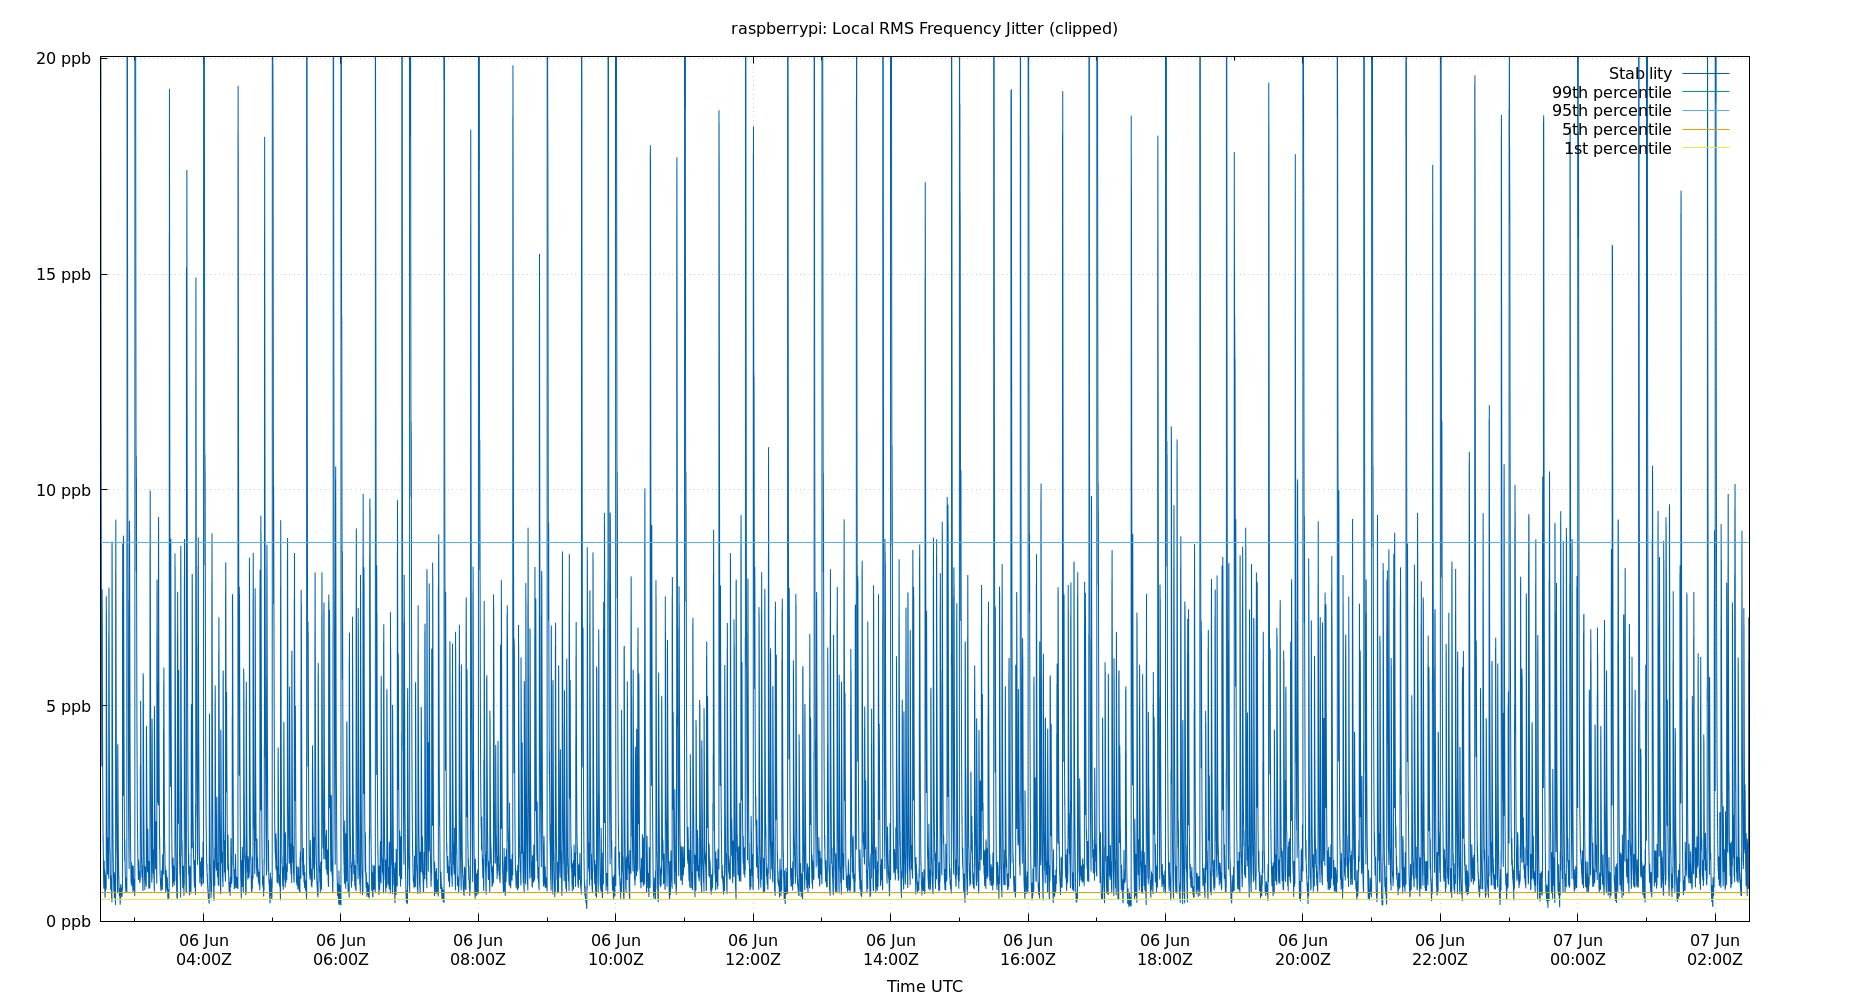 raspberrypi: Local RMS Frequency Jitter (clipped)
20 ppb
15 ppb
10 ppb
5 ppb
0 ppb
Stability
99th percentile
95th percentile
5th percentile
1st percentile
06 Jun 06 Jun 06 Jun 06 Jun 06 Jun 06 Jun 06 Jun 06 Jun 06 Jun 06 Jun 07 Jun 07 Jun
04:00Z 06:00Z 08:00Z 10:00Z 12:00Z 14:00Z 16:00Z 18:00Z 20:00Z 22:00Z 00:00Z 02:00Z
Time UTC